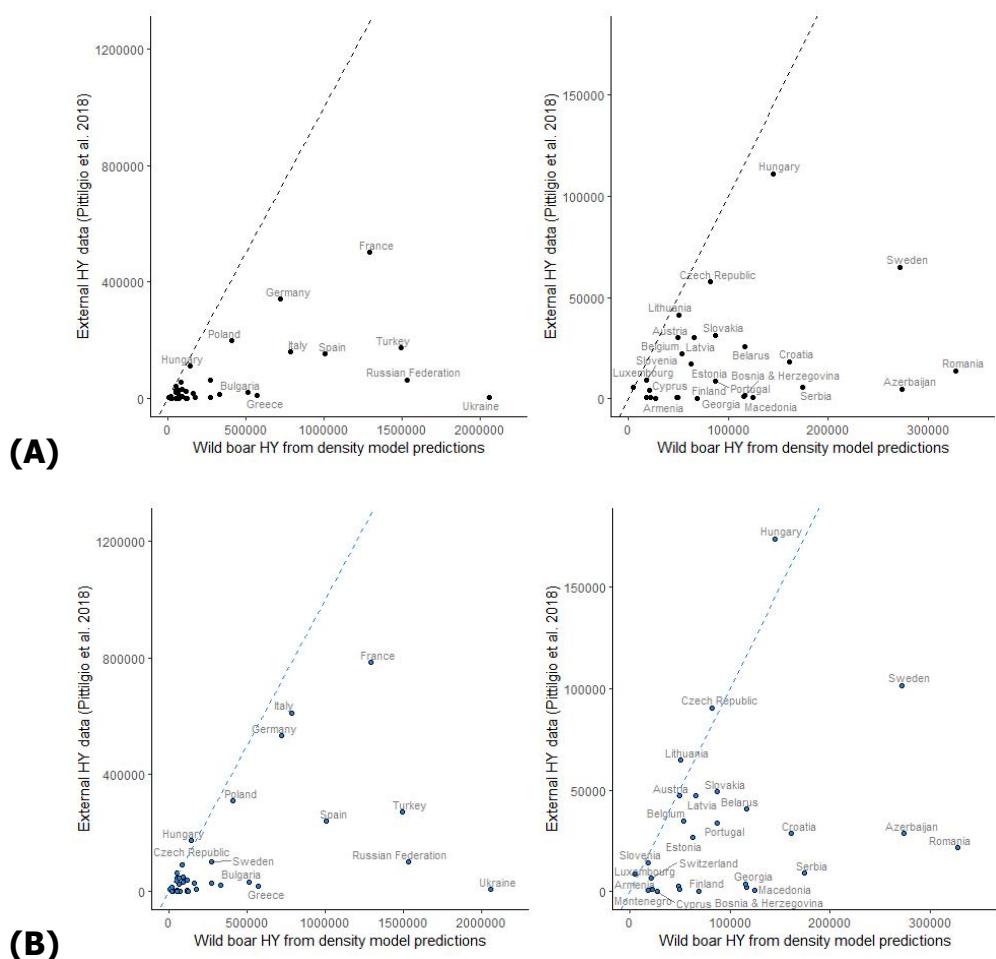 1200000
800000
400000
0
External HY data (Pittilgio et al. 2018)
France
Germany
Poland
Italy
Spain
Turkey
Hungary
Russian Federation
Bulgaria
Greece
Ukraine
0 500000 1000000 1500000 2000000
Wild boar HY from density model predictions
150000
100000
50000
0
External HY data (Pittilgio et al. 2018)
Hungary
Sweden
Czech Republic
Lithuania
Austria
Slovakia
Belgium
Latvia
Belarus
Croatia
Slovenia
Luxembourg
Estonia
Bosnia & Herzegovina
Romania
Cyprus
Finland
Portugal
Serbia
Azerbaijan
Armenia
Georgia
Macedonia
0 100000 200000 300000
Wild boar HY from density model predictions
(A)
1200000
800000
400000
0
External HY data (Pittilgio et al. 2018)
France
Italy
Germany
Poland
Spain
Turkey
Hungary
Czech Republic
Sweden
Russian Federation
Bulgaria
Greece
Ukraine
0 500000 1000000 1500000 2000000
Wild boar HY from density model predictions
150000
100000
50000
0
External HY data (Pittilgio et al. 2018)
Hungary
Sweden
Czech Republic
Lithuania
Austria
Slovakia
Latvia
Belarus
Belgium
Portugal
Croatia
Azerbaijan
Estonia
Romania
Slovenia
Switzerland
Luxembourg
Serbia
Armenia
Finland
Georgia
Macedonia
Montenegro
Cyprus
Bosnia & Herzegovina
0 100000 200000 300000
Wild boar HY from density model predictions
(B)